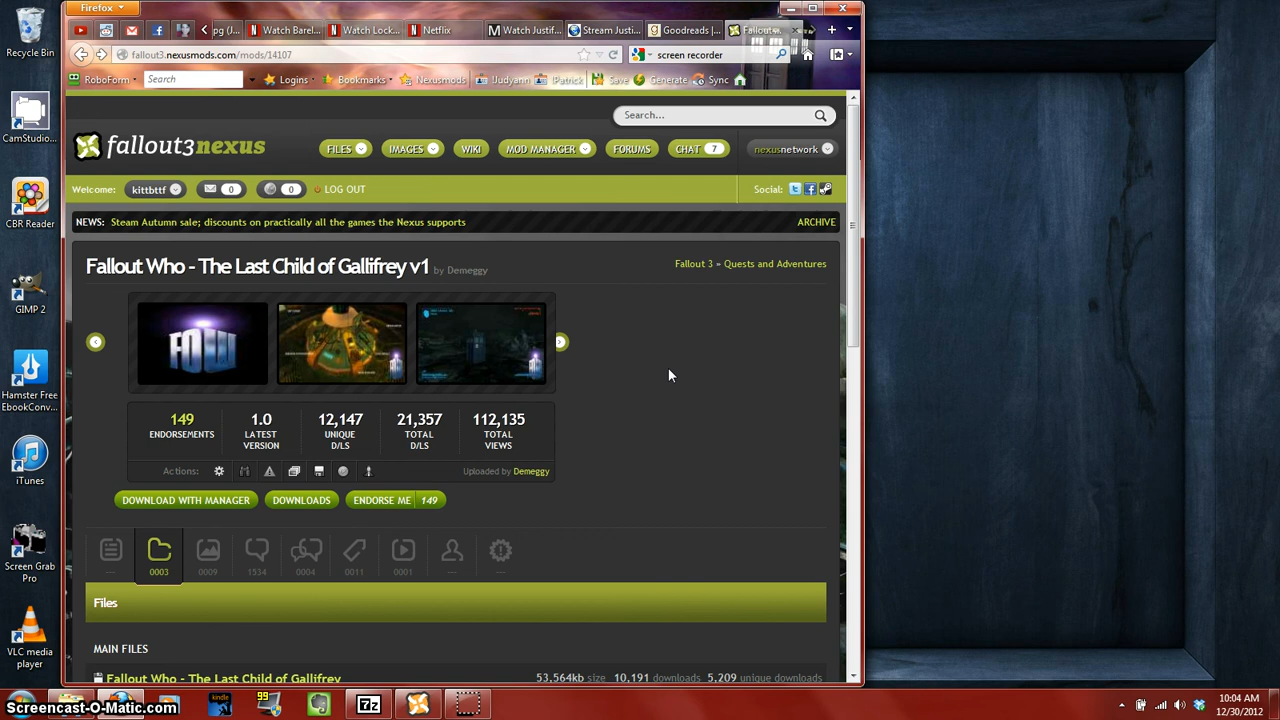 Firefox
Recycle Bin
pg (J...
Watch Barel...
Watch Lock...
Netflix
Watch Justif...
Stream Justi...
Goodreads |...
Fallout...
fallout3.nexusmods.com/mods/14107
screen recorder
RoboForm
Search
Logins
Bookmarks
Nexusmods
!Judyann
!Patrick
Save
Generate
Sync
CamStudio...
Search...
fallout3nexus
FILES
IMAGES
WIKI
MOD MANAGER
FORUMS
CHAT 7
nexusnetwork
Welcome:
kittbttf
0
0
LOG OUT
Social:
CBR Reader
NEWS: Steam Autumn sale; discounts on practically all the games the Nexus supports
ARCHIVE
Fallout Who - The Last Child of Gallifrey v1 by Demeggy
Fallout 3 » Quests and Adventures
GIMP 2
FOW
149
ENDORSEMENTS
1.0
LATEST
VERSION
12,147
UNIQUE
D/LS
21,357
TOTAL
D/LS
112,135
TOTAL
VIEWS
Hamster Free
EbookConv...
Actions:
Uploaded by Demeggy
iTunes
DOWNLOAD WITH MANAGER
DOWNLOADS
ENDORSE ME 149
---
0003
0009
1534
0004
0011
0001
---
---
Screen Grab
Pro
Files
MAIN FILES
VLC media
player
Fallout Who - The Last Child of Gallifrey
53,564kb size 10,191 downloads 5,209 unique downloads
kindle
99
7z
10:04 AM
12/30/2012
Screencast-O-Matic.com